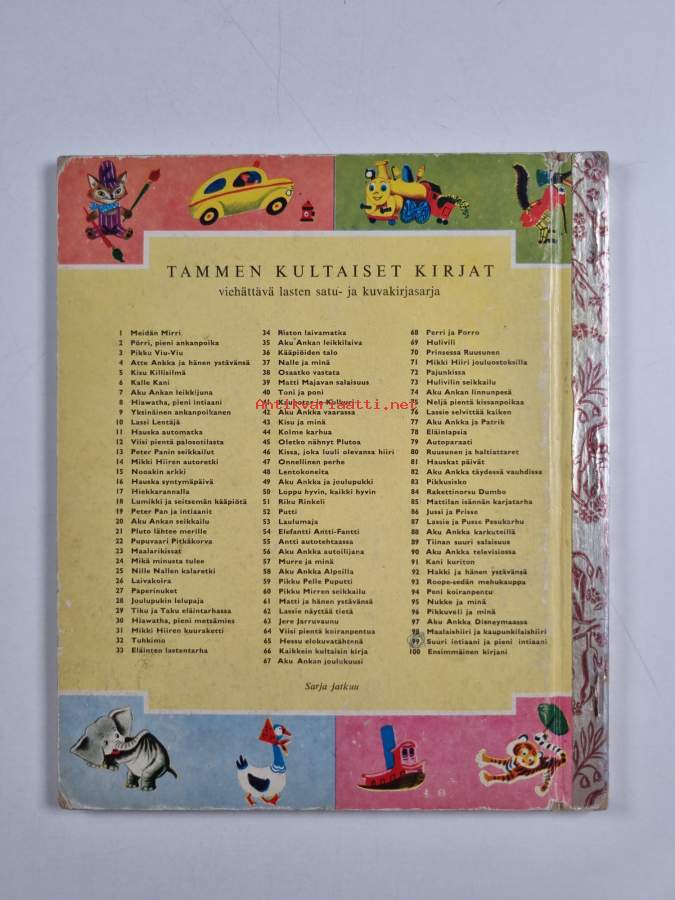 TAMMEN KULTAISET KIRJAT
viehättävä lasten satu- ja kuvakirjasarja
1 Meidän Mirri
2 Pörri, pieni ankanpoika
3 Pikku Viu-Viu
4 Atte Ankka ja hänen ystävänsä
5 Kisu Killisilmä
6 Kalle Kani
7 Aku Ankan leikkijuna
8 Hiawatha, pieni intiaani
9 Yksinäinen ankanpoikanen
10 Lassi Lentäjä
11 Hauska automatka
12 Viisi pientä palosotilasta
13 Peter Panin seikkailut
14 Mikki Hiiren autoretki
15 Nooakin arkki
16 Hauska syntymäpäivä
17 Hiekkarannalla
18 Lumikki ja seitsemän kääpiötä
19 Peter Pan ja intiaanit
20 Aku Ankan seikkailu
21 Pluto lähtee merille
22 Pupuvaari Pitkäkorva
23 Maalarikissat
24 Mikä minusta tulee
25 Nille Nallen kalaretki
26 Laivakoira
27 Paperinuket
28 Joulupukin lelupaja
29 Tiku ja Taku eläintarhassa
30 Hiawatha, pieni metsämies
31 Mikki Hiiren kuuraketti
32 Tuhkimo
33 Eläinten lastentarha
34 Riston laivamatka
35 Aku Ankan leikkilaiva
36 Kääpiöiden talo
37 Nalle ja minä
38 Osaatko vastata
39 Matti Majavan salaisuus
40 Toni ja poni
41 Kaunotar ja Kulkuri
42 Aku Ankka vaarassa
43 Kisu ja minä
44 Kolme karhua
45 Oletko nähnyt Plutoa
46 Kissa, joka luuli olevansa hiiri
47 Onnellinen perhe
48 Lentokoneita
49 Aku Ankka ja joulupukki
50 Loppu hyvin, kaikki hyvin
51 Riku Rinkeli
52 Putti
53 Laulumaja
54 Elefantti Antti-Fantti
55 Antti autotehtaassa
56 Aku Ankka autoilijana
57 Murre ja minä
58 Aku Ankka Alpeilla
59 Pikku Pelle Puputti
60 Pikku Mirren seikkailu
61 Matti ja hänen ystävänsä
62 Lassie näyttää tietä
63 Jere Jarruvaunu
64 Viisi pientä koiranpentua
65 Hessu elokuvatähtenä
66 Kaikkein kultaisin kirja
67 Aku Ankan joulukuusi
68 Perri ja Porro
69 Hulivili
70 Prinsessa Ruusunen
71 Mikki Hiiri jouluostoksilla
72 Pajunkissa
73 Hulivilin seikkailu
74 Aku Ankan linnunpesä
75 Neljä pientä kissanpoikaa
76 Lassie selvittää kaiken
77 Aku Ankka ja Patrik
78 Eläinlapsia
79 Autoparaati
80 Ruusunen ja haltiattaret
81 Hauskat päivät
82 Aku Ankka täydessä vauhdissa
83 Pikkusisko
84 Rakettinorsu Dumbo
85 Mattilan isännän karjatarha
86 Jussi ja Prisse
87 Lassie ja Pusse Pesukarhu
88 Aku Ankka karkuteillä
89 Tiinan suuri salaisuus
90 Aku Ankka televisiossa
91 Kani kuriton
92 Hakki ja hänen ystävänsä
93 Roope-sedän mehukauppa
94 Peni koiranpentu
95 Nukke ja minä
96 Pikkuveli ja minä
97 Aku Ankka Disneymaassa
98 Maalaishiiri ja kaupunkilaishiiri
99 Suuri intiaani ja pieni intiaani
100 Ensimmäinen kirjani
Sarja jatkuu
Antikvariaatti.net